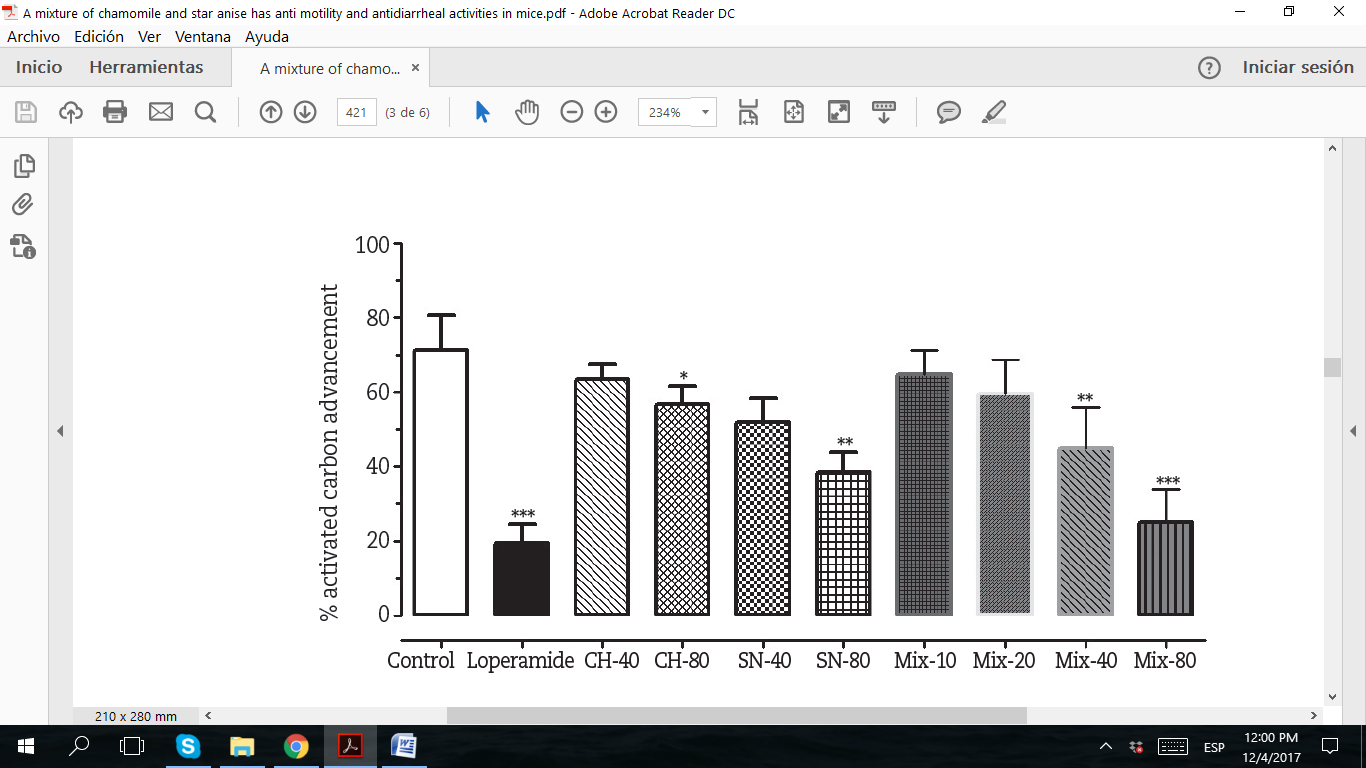 A mixture of chamomile and star anise has anti motility and antidiarrheal activities in mice.pdf - Adobe Acrobat Reader DC
Archivo Edición Ver Ventana Ayuda
Inicio Herramientas A mixture of chamo... × Iniciar sesión
421 (3 de 6) 234%
% activated carbon advancement
100
80
60
40
20
0
*
**
**
***
***
Control Loperamide CH-40 CH-80 SN-40 SN-80 Mix-10 Mix-20 Mix-40 Mix-80
210 x 280 mm
ESP
12:00 PM
12/4/2017